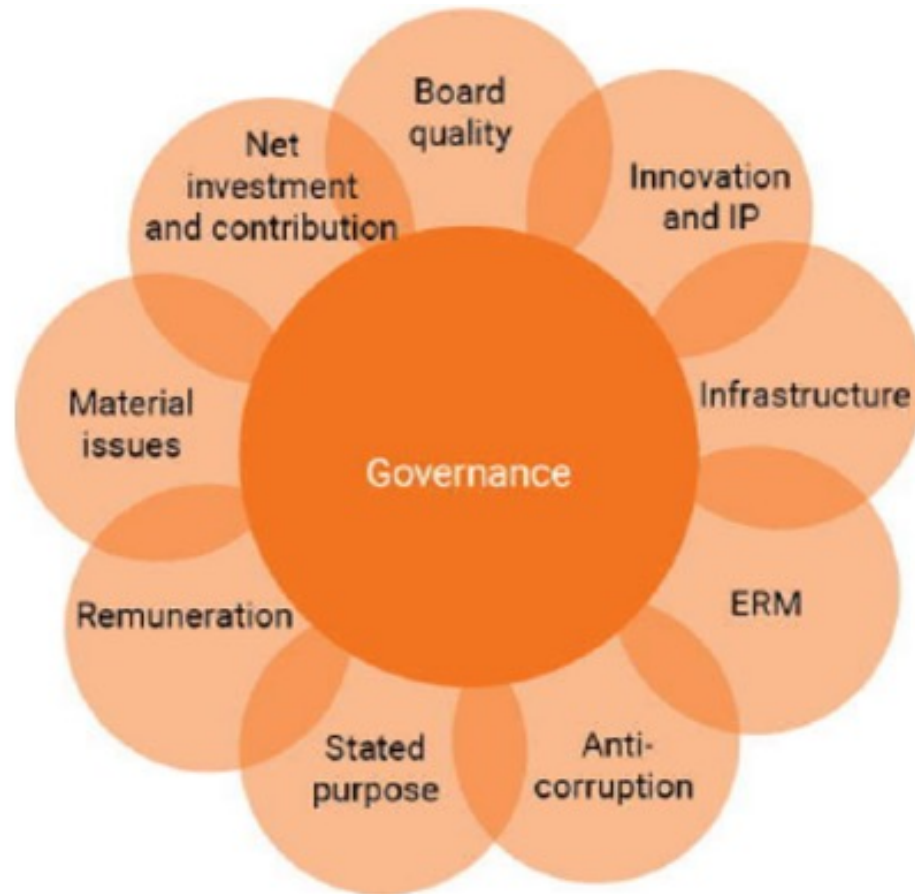 Board
quality
Innovation
and IP
Infrastructure
ERM
Anti-
corruption
Stated
purpose
Remuneration
Material
issues
Net
investment
and contribution
Governance